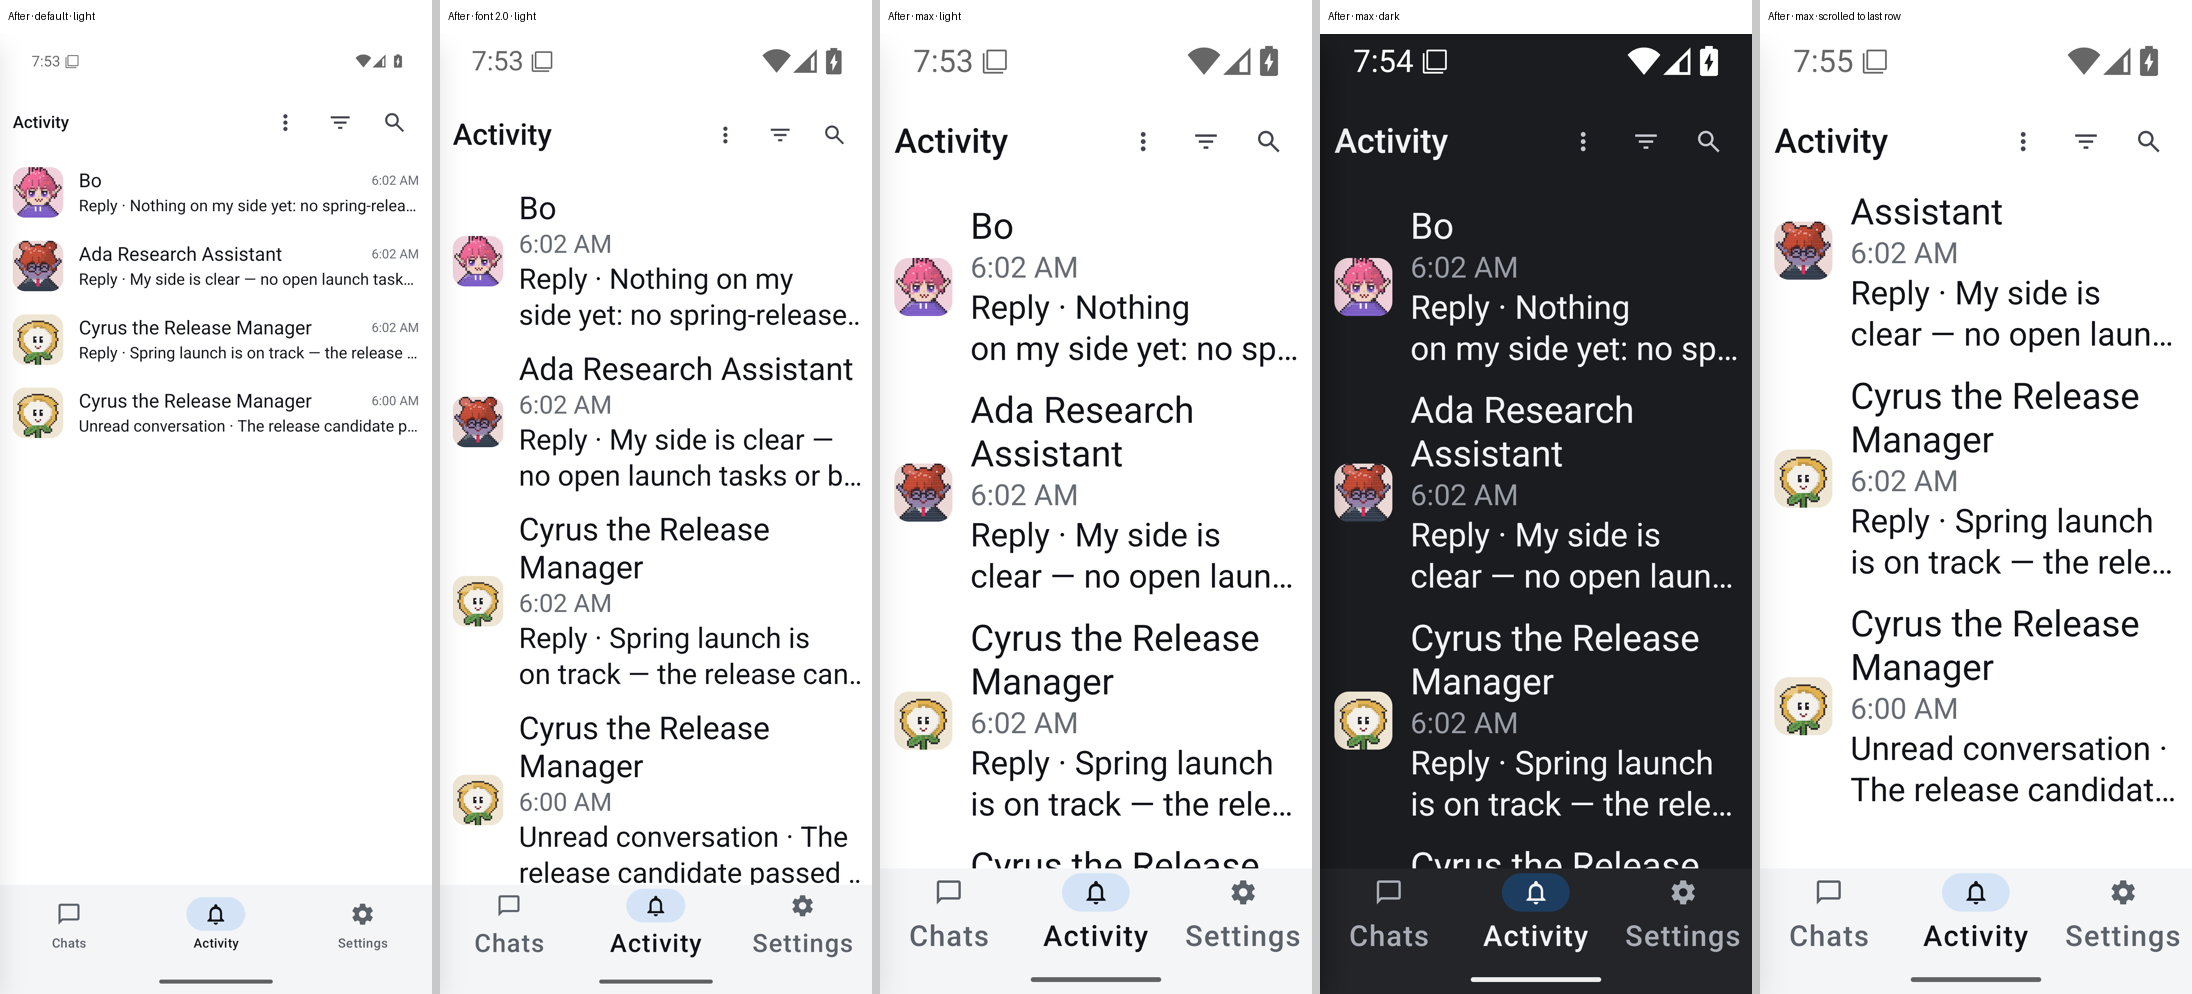 After · default · light
7:53
Activity
Bo
6:02 AM
Reply · Nothing on my side yet: no spring-relea...
Ada Research Assistant
6:02 AM
Reply · My side is clear — no open launch task...
Cyrus the Release Manager
6:02 AM
Reply · Spring launch is on track — the release ...
Cyrus the Release Manager
6:00 AM
Unread conversation · The release candidate p...
Chats
Activity
Settings
After · font 2.0 · light
7:53
Activity
Bo
6:02 AM
Reply · Nothing on my
side yet: no spring-release..
Ada Research Assistant
6:02 AM
Reply · My side is clear —
no open launch tasks or b...
Cyrus the Release
Manager
6:02 AM
Reply · Spring launch is
on track — the release can..
Cyrus the Release
Manager
6:00 AM
Unread conversation · The
release candidate passed ..
Chats
Activity
Settings
After · max · light
7:53
Activity
Bo
6:02 AM
Reply · Nothing
on my side yet: no sp...
Ada Research
Assistant
6:02 AM
Reply · My side is
clear — no open laun...
Cyrus the Release
Manager
6:02 AM
Reply · Spring launch
is on track — the rele...
Cyrus the Release
Chats
Activity
Settings
After · max · dark
7:54
Activity
Bo
6:02 AM
Reply · Nothing
on my side yet: no sp...
Ada Research
Assistant
6:02 AM
Reply · My side is
clear — no open laun...
Cyrus the Release
Manager
6:02 AM
Reply · Spring launch
is on track — the rele...
Cyrus the Release
Chats
Activity
Settings
After · max · scrolled to last row
7:55
Activity
Assistant
6:02 AM
Reply · My side is
clear — no open laun...
Cyrus the Release
Manager
6:02 AM
Reply · Spring launch
is on track — the rele...
Cyrus the Release
Manager
6:00 AM
Unread conversation ·
The release candidat...
Chats
Activity
Settings